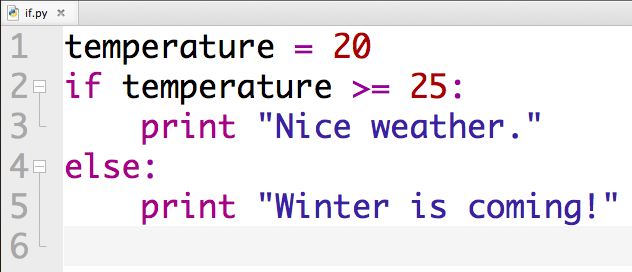 if.py
1 temperature = 20
2 if temperature >= 25:
3     print "Nice weather."
4 else:
5     print "Winter is coming!"
6